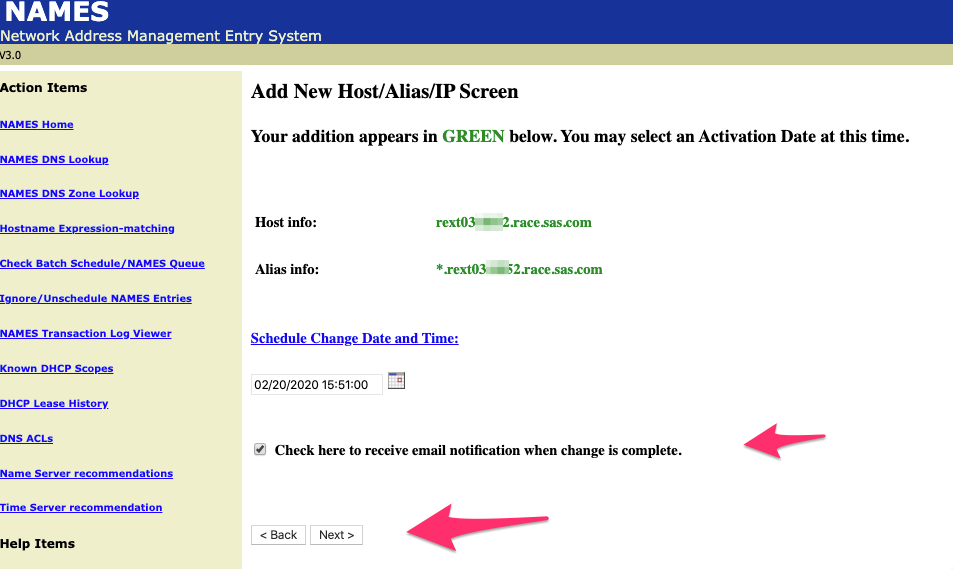 NAMES
Network Address Management Entry System
V3.0
Action Items
NAMES Home
NAMES DNS Lookup
NAMES DNS Zone Lookup
Hostname Expression-matching
Check Batch Schedule/NAMES Queue
Ignore/Unschedule NAMES Entries
NAMES Transaction Log Viewer
Known DHCP Scopes
DHCP Lease History
DNS ACLs
Name Server recommendations
Time Server recommendation
Help Items
Add New Host/Alias/IP Screen
Your addition appears in GREEN below. You may select an Activation Date at this time.
Host info: rext03 2.race.sas.com
Alias info: *.rext03 52.race.sas.com
Schedule Change Date and Time:
02/20/2020 15:51:00
Check here to receive email notification when change is complete.
< Back Next >